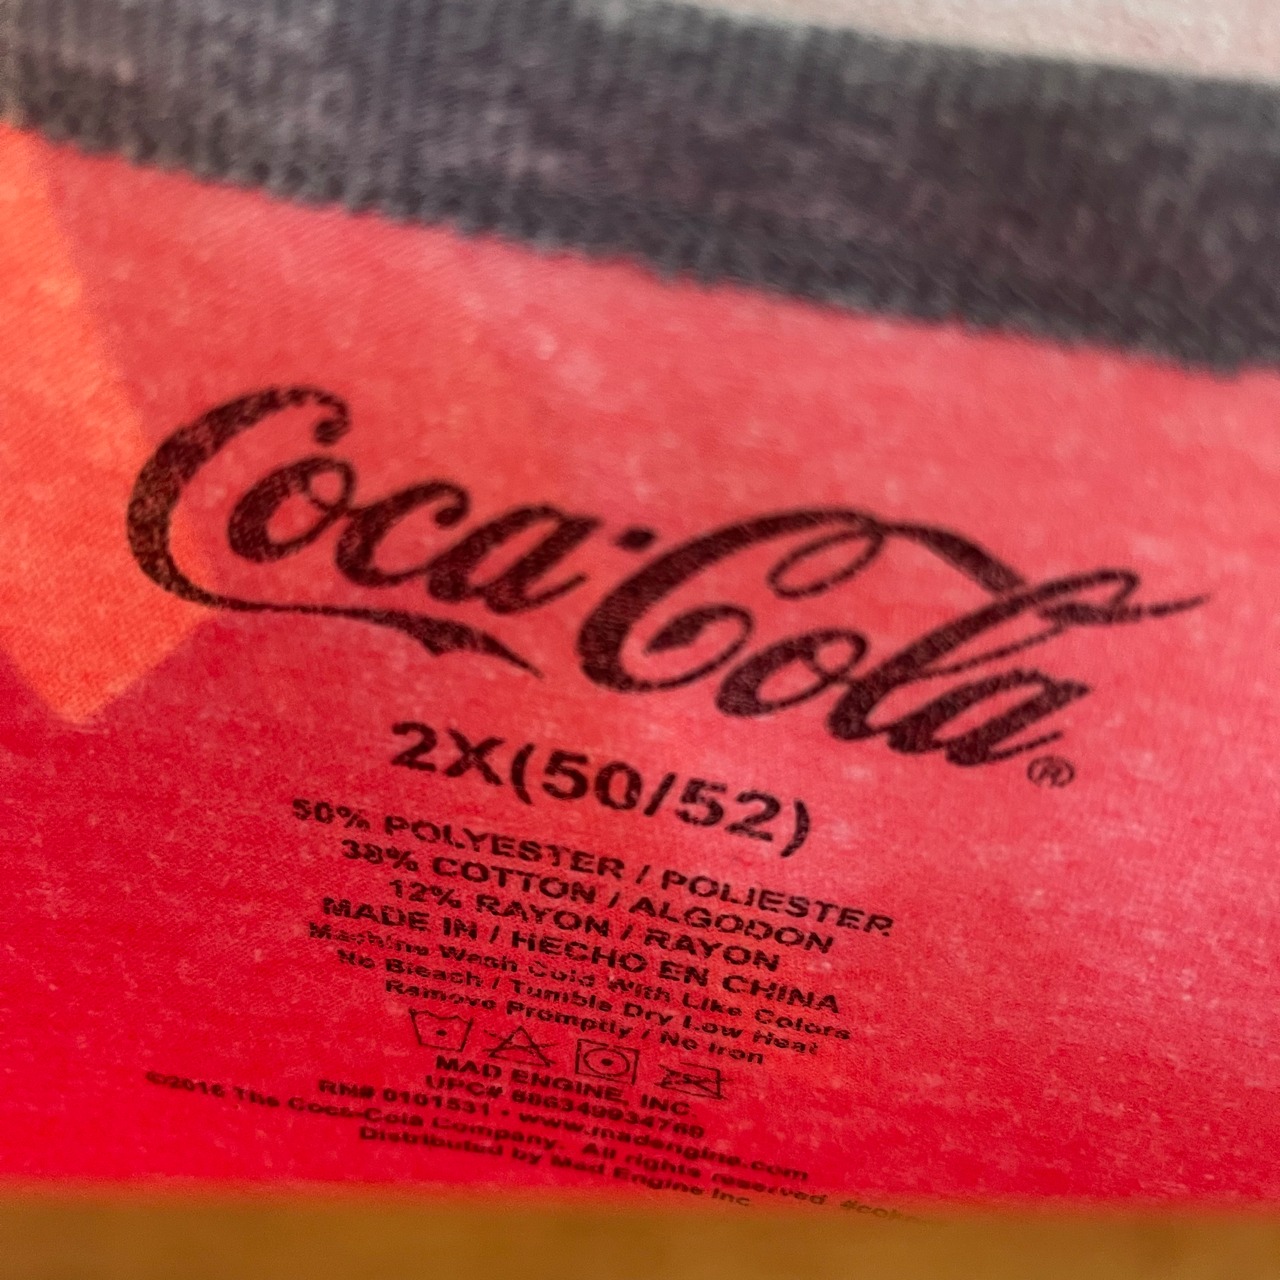 Coca-Cola®
2X(50/52)
50% POLYESTER / POLIESTER
38% COTTON / ALGODON
12% RAYON / RAYON
MADE IN / HECHO EN CHINA
Machine Wash Cold With Like Colors
No Bleach / Tumble Dry Low Heat
Remove Promptly / No Iron
MAD ENGINE, INC
UPC#
RN# 0101531 • www.madengine.com
©2016 The Coca-Cola Company. All rights reserved
Distributed by Mad Engine Inc